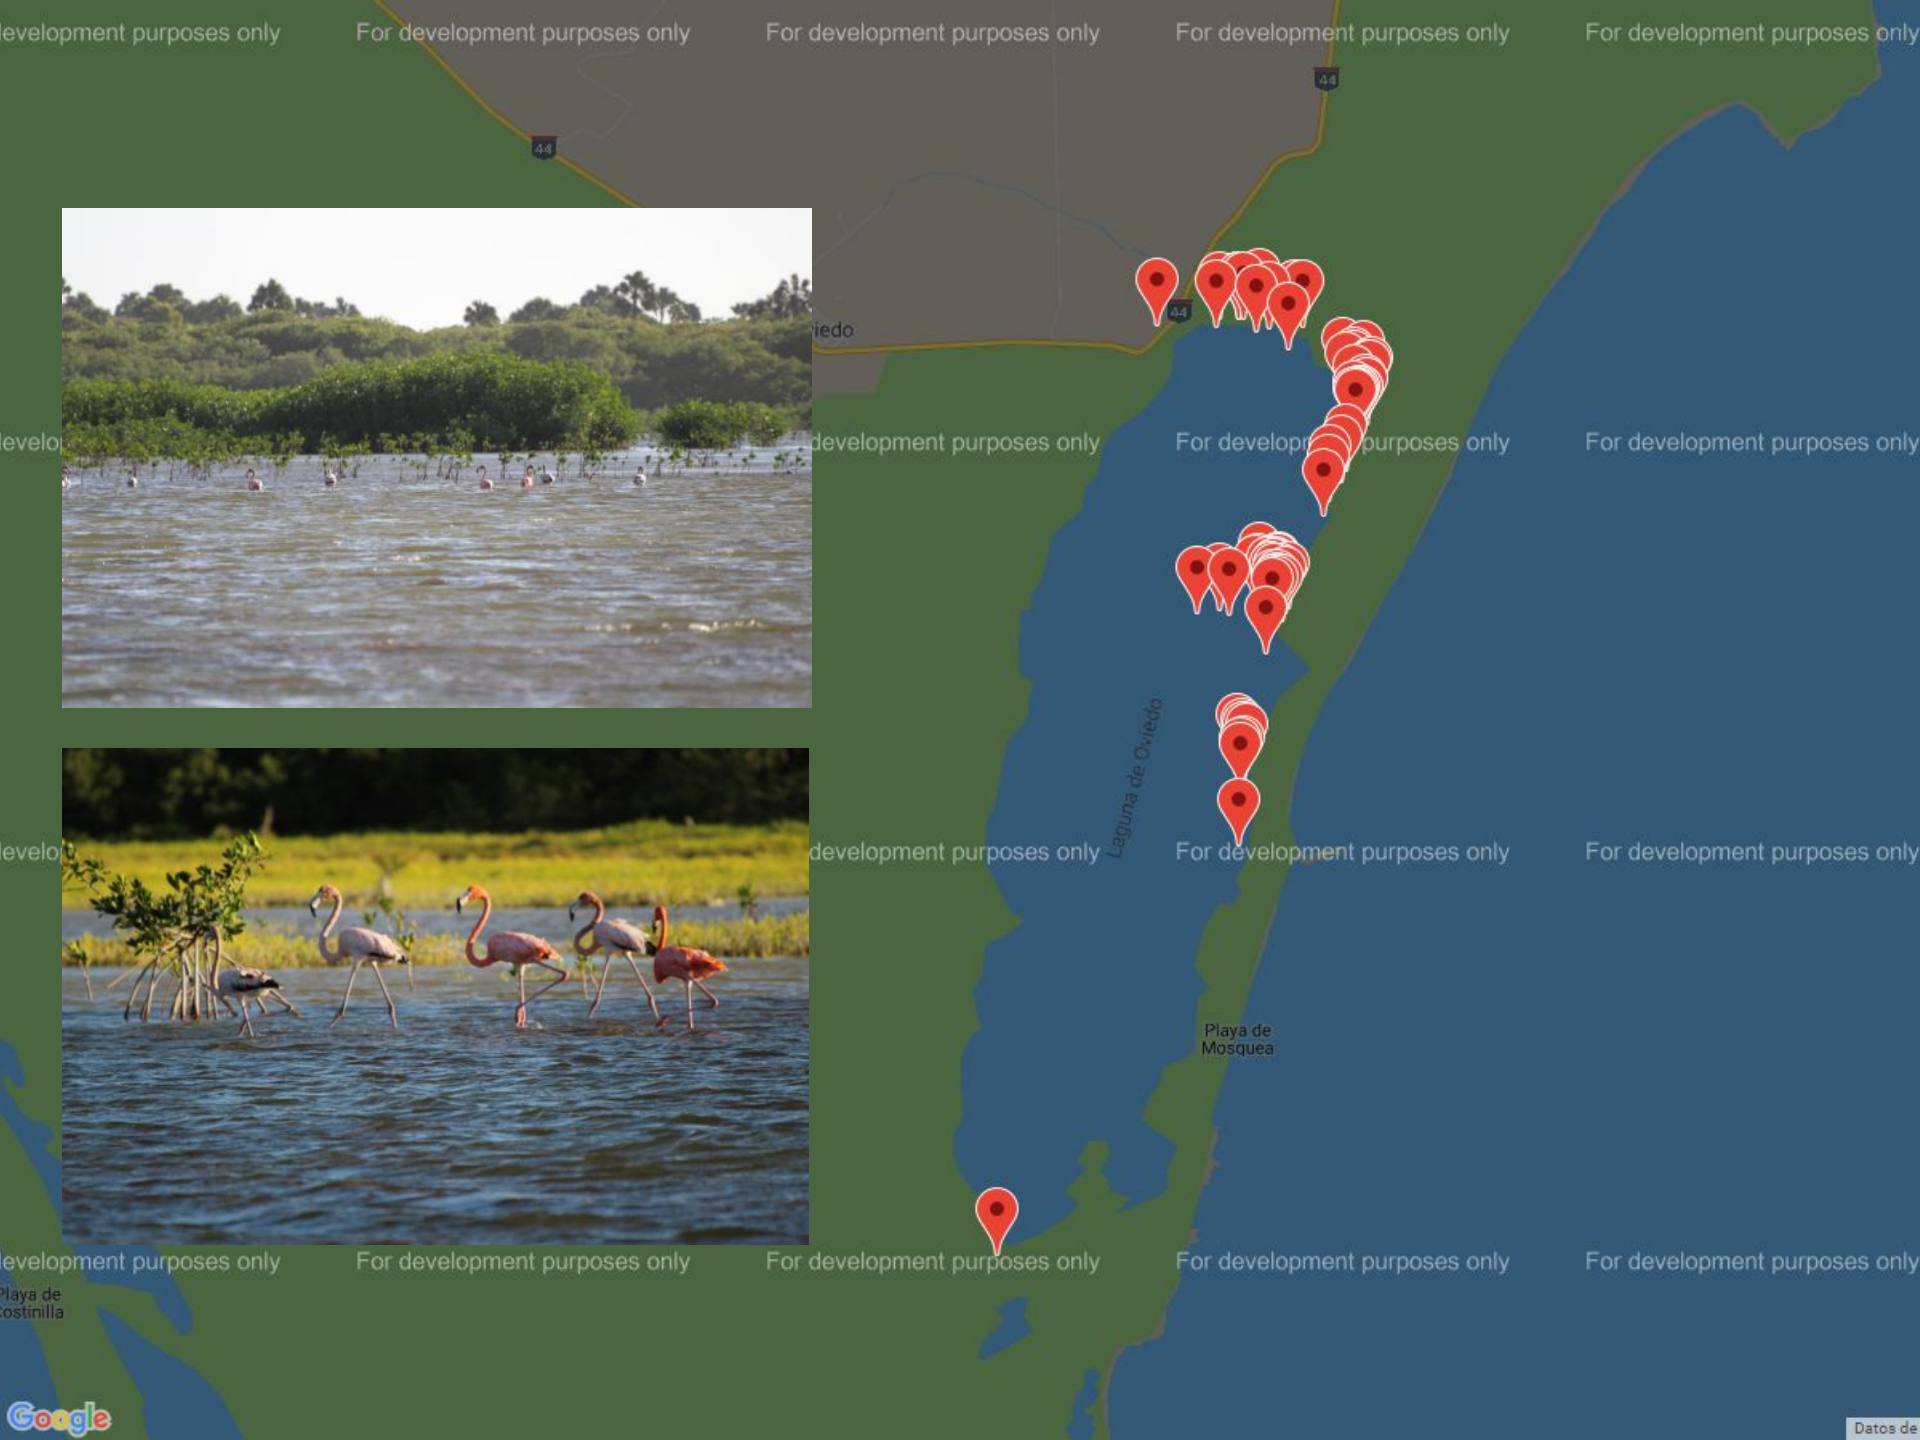 evelopment purposes only For development purposes only For development purposes only For development purposes only For development purposes only
44
44
44
iedo
evelo development purposes only For developm purposes only For development purposes only
Laguna de Oviedo
evelo development purposes only For development purposes only For development purposes only
Playa de
Mosquea
evelopment purposes only For development purposes only For development purposes only For development purposes only For development purposes only
Playa de
ostinilla
Google
Datos de